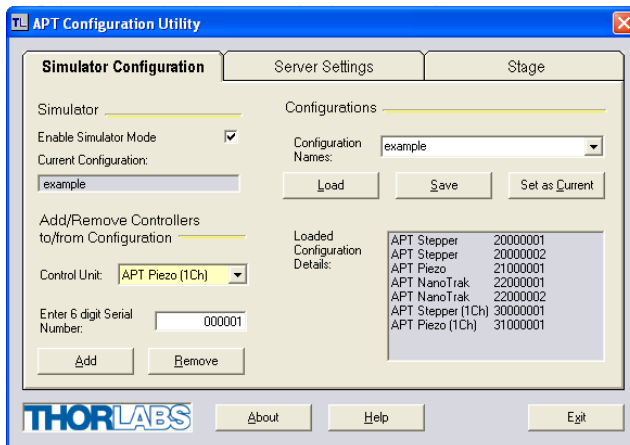 TL APT Configuration Utility
Simulator Configuration
Server Settings
Stage
Simulator
Enable Simulator Mode
Current Configuration:
example
Add/Remove Controllers
to/from Configuration
Control Unit: APT Piezo (1Ch)
Enter 6 digit Serial
Number:
000001
Add
Remove
Configurations
Configuration
Names:
example
Load
Save
Set as Current
Loaded
Configuration
Details:
APT Stepper 20000001
APT Stepper 20000002
APT Piezo 21000001
APT NanoTrak 22000001
APT NanoTrak 22000002
APT Stepper (1Ch) 30000001
APT Piezo (1Ch) 31000001
THORLABS
About
Help
Exit